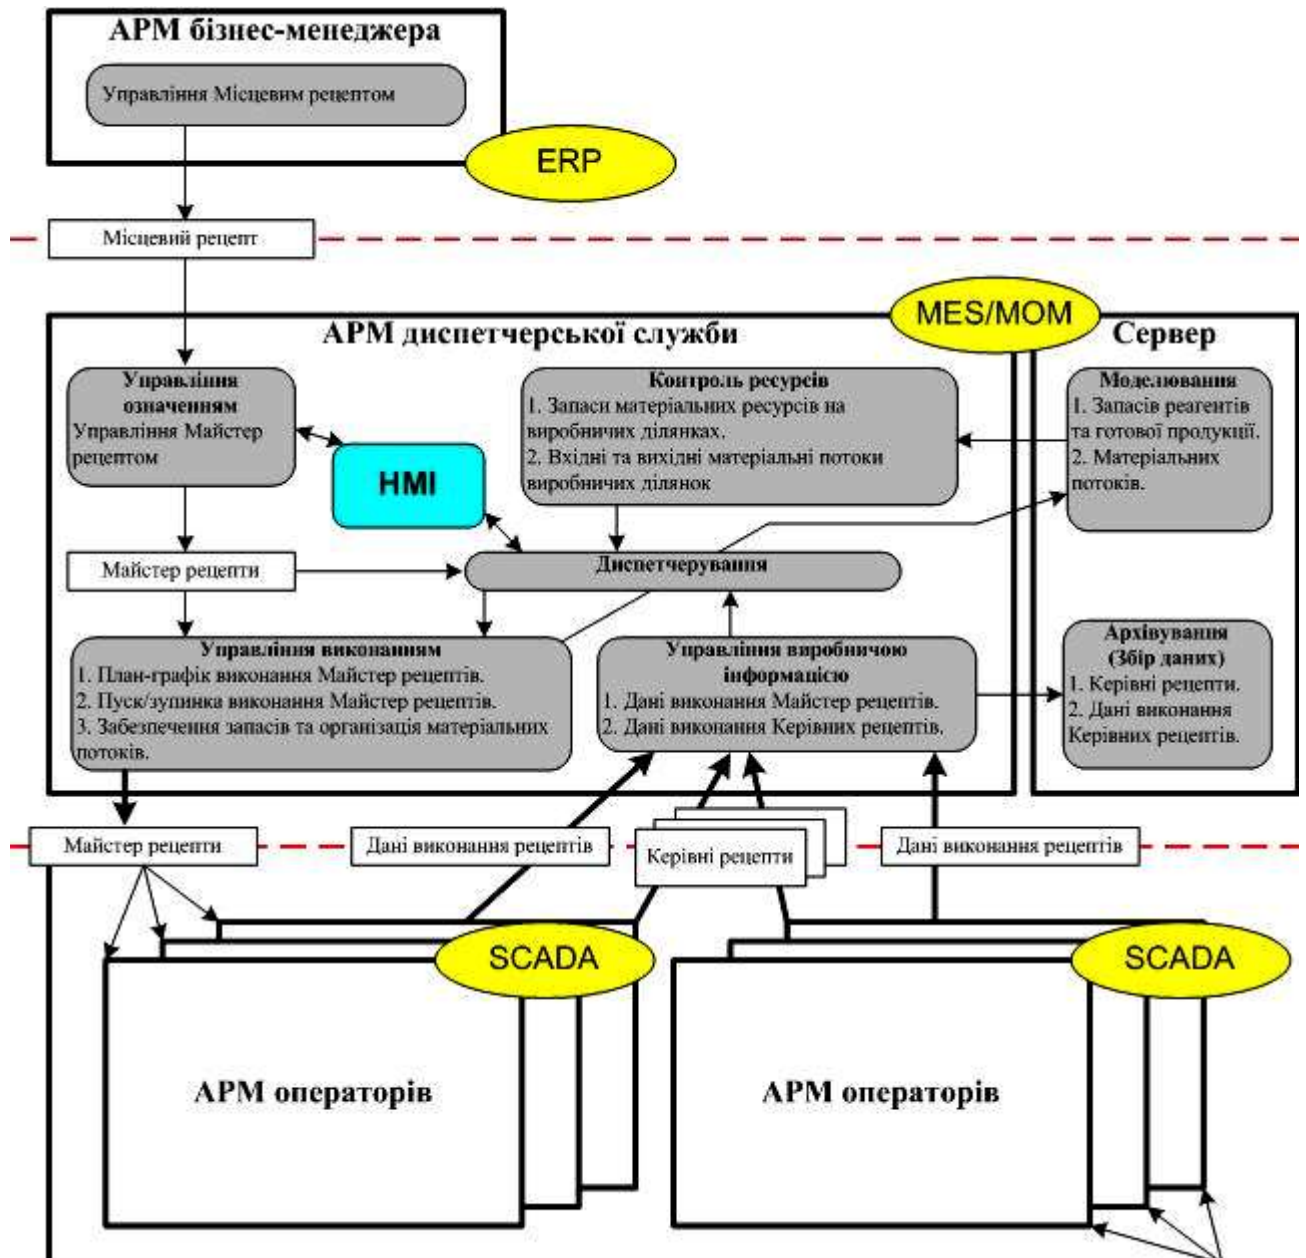 АРМ бізнес-менеджера
Управління Місцевим рецептом
ERP
Місцевий рецепт
MES/MOM
АРМ диспетчерської служби
Сервер
Управління
означенням
Управління Майстер
рецептом
HMI
Контроль ресурсів
1. Запаси матеріальних ресурсів на
виробничих ділянках.
2. Вхідні та вихідні матеріальні потоки
виробничих ділянок
Моделювання
1. Запасів реагентів
та готової продукції.
2. Матеріальних
потоків.
Майстер рецепти
Диспетчерування
Управління виконанням
1. План-графік виконання Майстер рецептів.
2. Пуск/зупинка виконання Майстер рецептів.
3. Забезпечення запасів та організація матеріальних
потоків.
Управління виробничою
інформацією
1. Дані виконання Майстер рецептів.
2. Дані виконання Керівних рецептів.
Архівування
(Збір даних)
1. Керівні рецепти.
2. Дані виконання
Керівних рецептів.
Майстер рецепти
Дані виконання рецептів
Керівні рецепти
Дані виконання рецептів
SCADA
SCADA
АРМ операторів
АРМ операторів